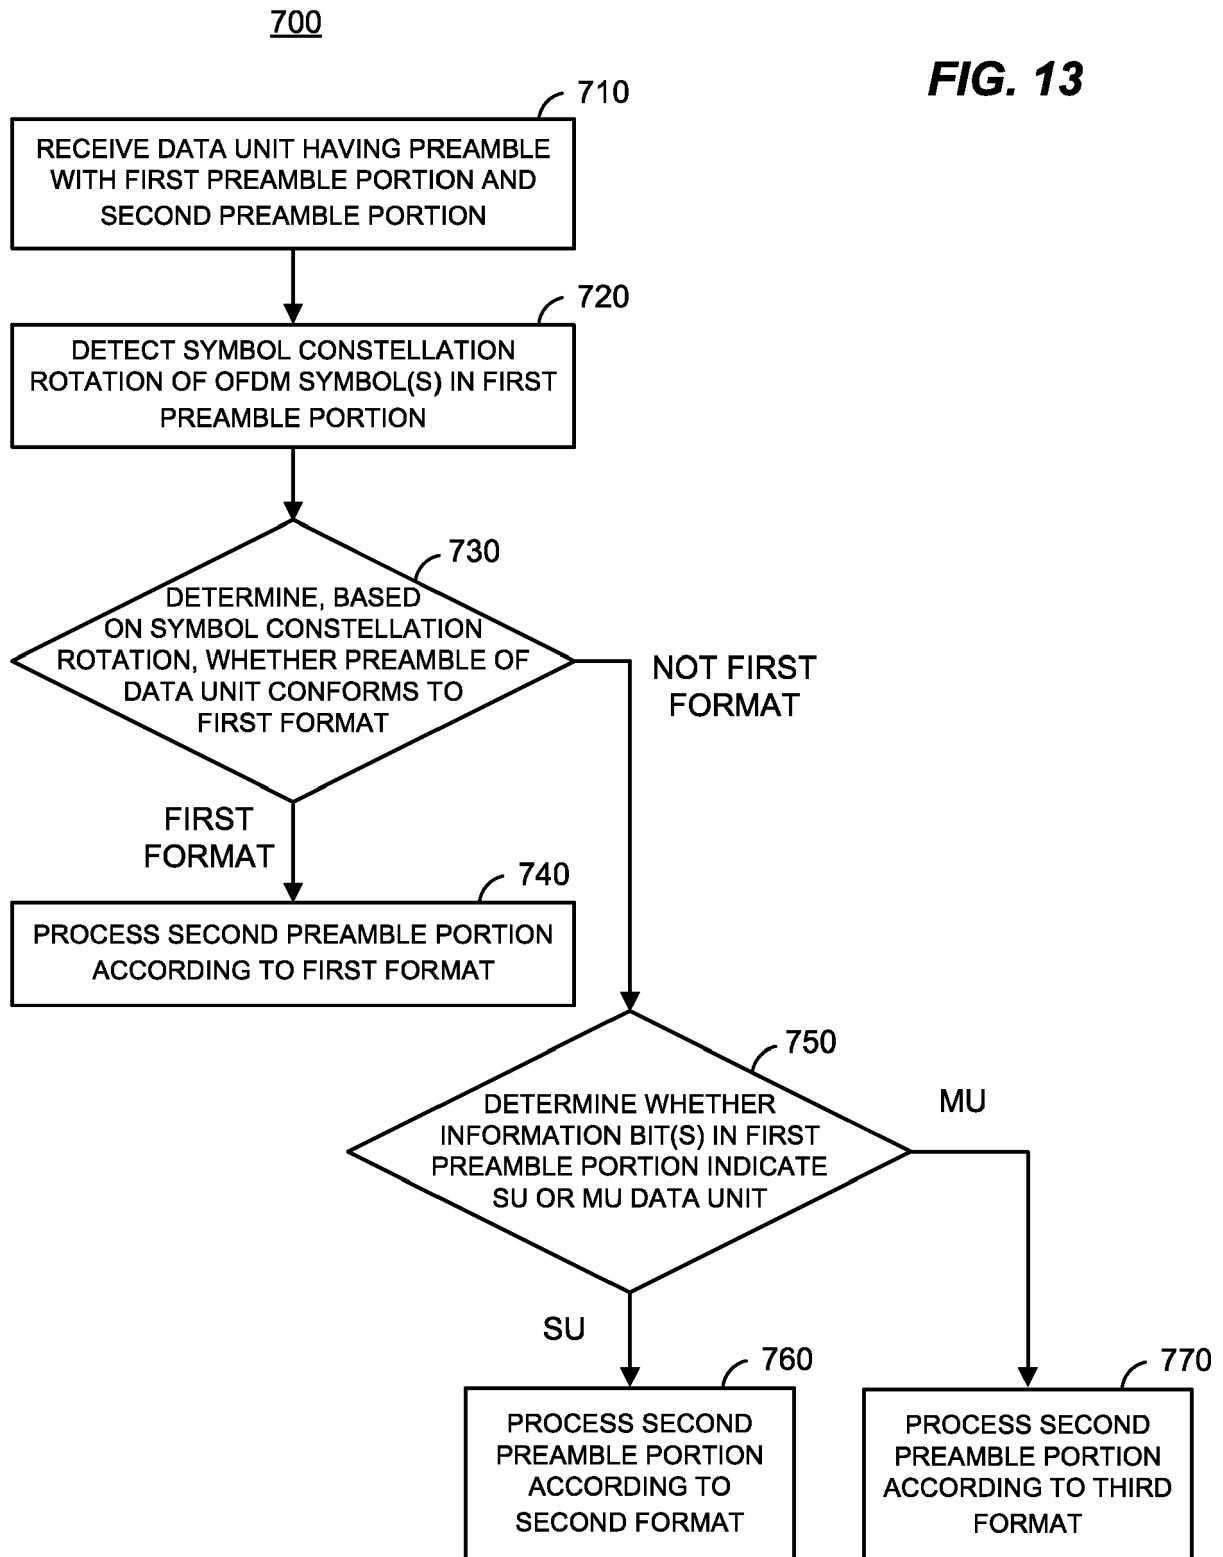 700
FIG. 13
710
RECEIVE DATA UNIT HAVING PREAMBLE
WITH FIRST PREAMBLE PORTION AND
SECOND PREAMBLE PORTION
720
DETECT SYMBOL CONSTELLATION
ROTATION OF OFDM SYMBOL(S) IN FIRST
PREAMBLE PORTION
730
DETERMINE, BASED
ON SYMBOL CONSTELLATION
ROTATION, WHETHER PREAMBLE OF
DATA UNIT CONFORMS TO
FIRST FORMAT
NOT FIRST
FORMAT
FIRST
FORMAT
740
PROCESS SECOND PREAMBLE PORTION
ACCORDING TO FIRST FORMAT
750
DETERMINE WHETHER
INFORMATION BIT(S) IN FIRST
PREAMBLE PORTION INDICATE
SU OR MU DATA UNIT
MU
SU
760
PROCESS SECOND
PREAMBLE PORTION
ACCORDING TO
SECOND FORMAT
770
PROCESS SECOND
PREAMBLE PORTION
ACCORDING TO THIRD
FORMAT